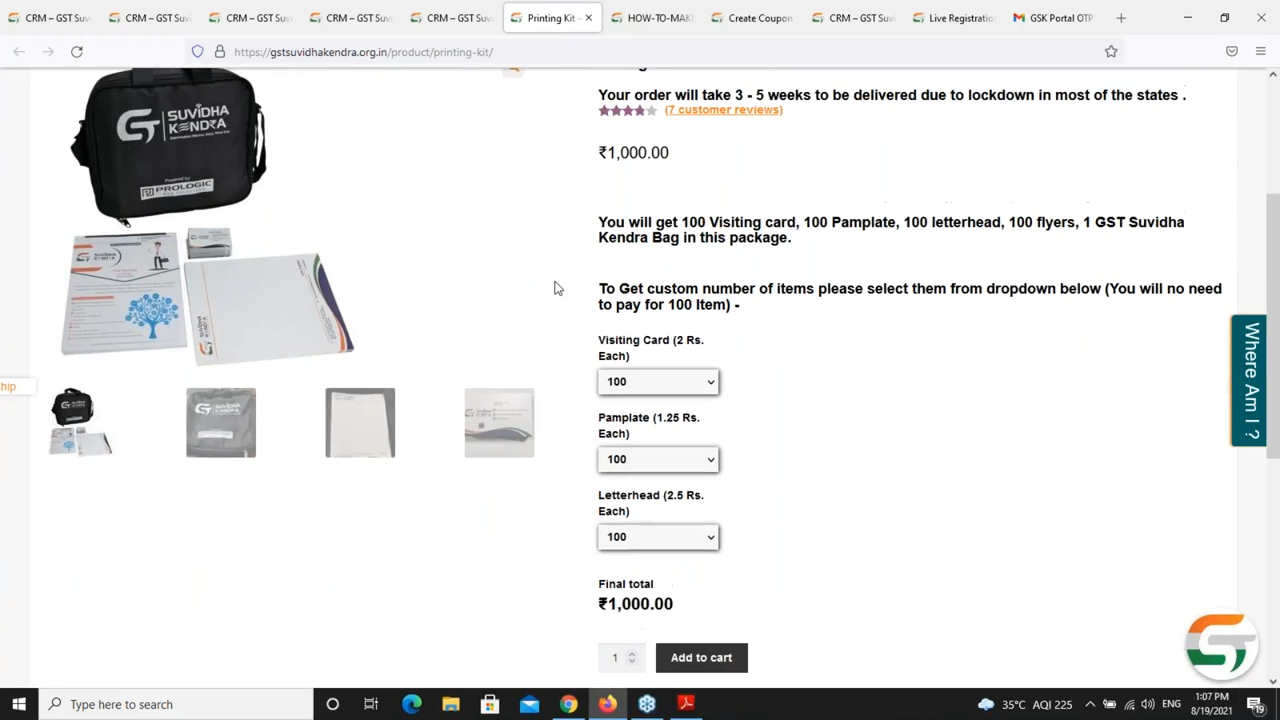 CRM – GST Suv
CRM – GST Suv
CRM – GST Suv
CRM – GST Suv
CRM – GST Suv
Printing Kit –
HOW-TO-MAK
Create Coupon
CRM – GST Suv
Live Registration
GSK Portal OTP
https://gstsuvidhakendra.org.in/product/printing-kit/
Your order will take 3 - 5 weeks to be delivered due to lockdown in most of the states .
(7 customer reviews)
₹1,000.00
You will get 100 Visiting card, 100 Pamplate, 100 letterhead, 100 flyers, 1 GST Suvidha
Kendra Bag in this package.
To Get custom number of items please select them from dropdown below (You will no need
to pay for 100 Item) -
Visiting Card (2 Rs.
Each)
100
Pamplate (1.25 Rs.
Each)
100
Letterhead (2.5 Rs.
Each)
100
Final total
₹1,000.00
1
Add to cart
SUVIDHA
KENDRA
Powered by
PROLOGIC
SUVIDHA
KENDRA
ship
Where Am I ?
Type here to search
35°C AQI 225
ENG
1:07 PM
8/19/2021
19